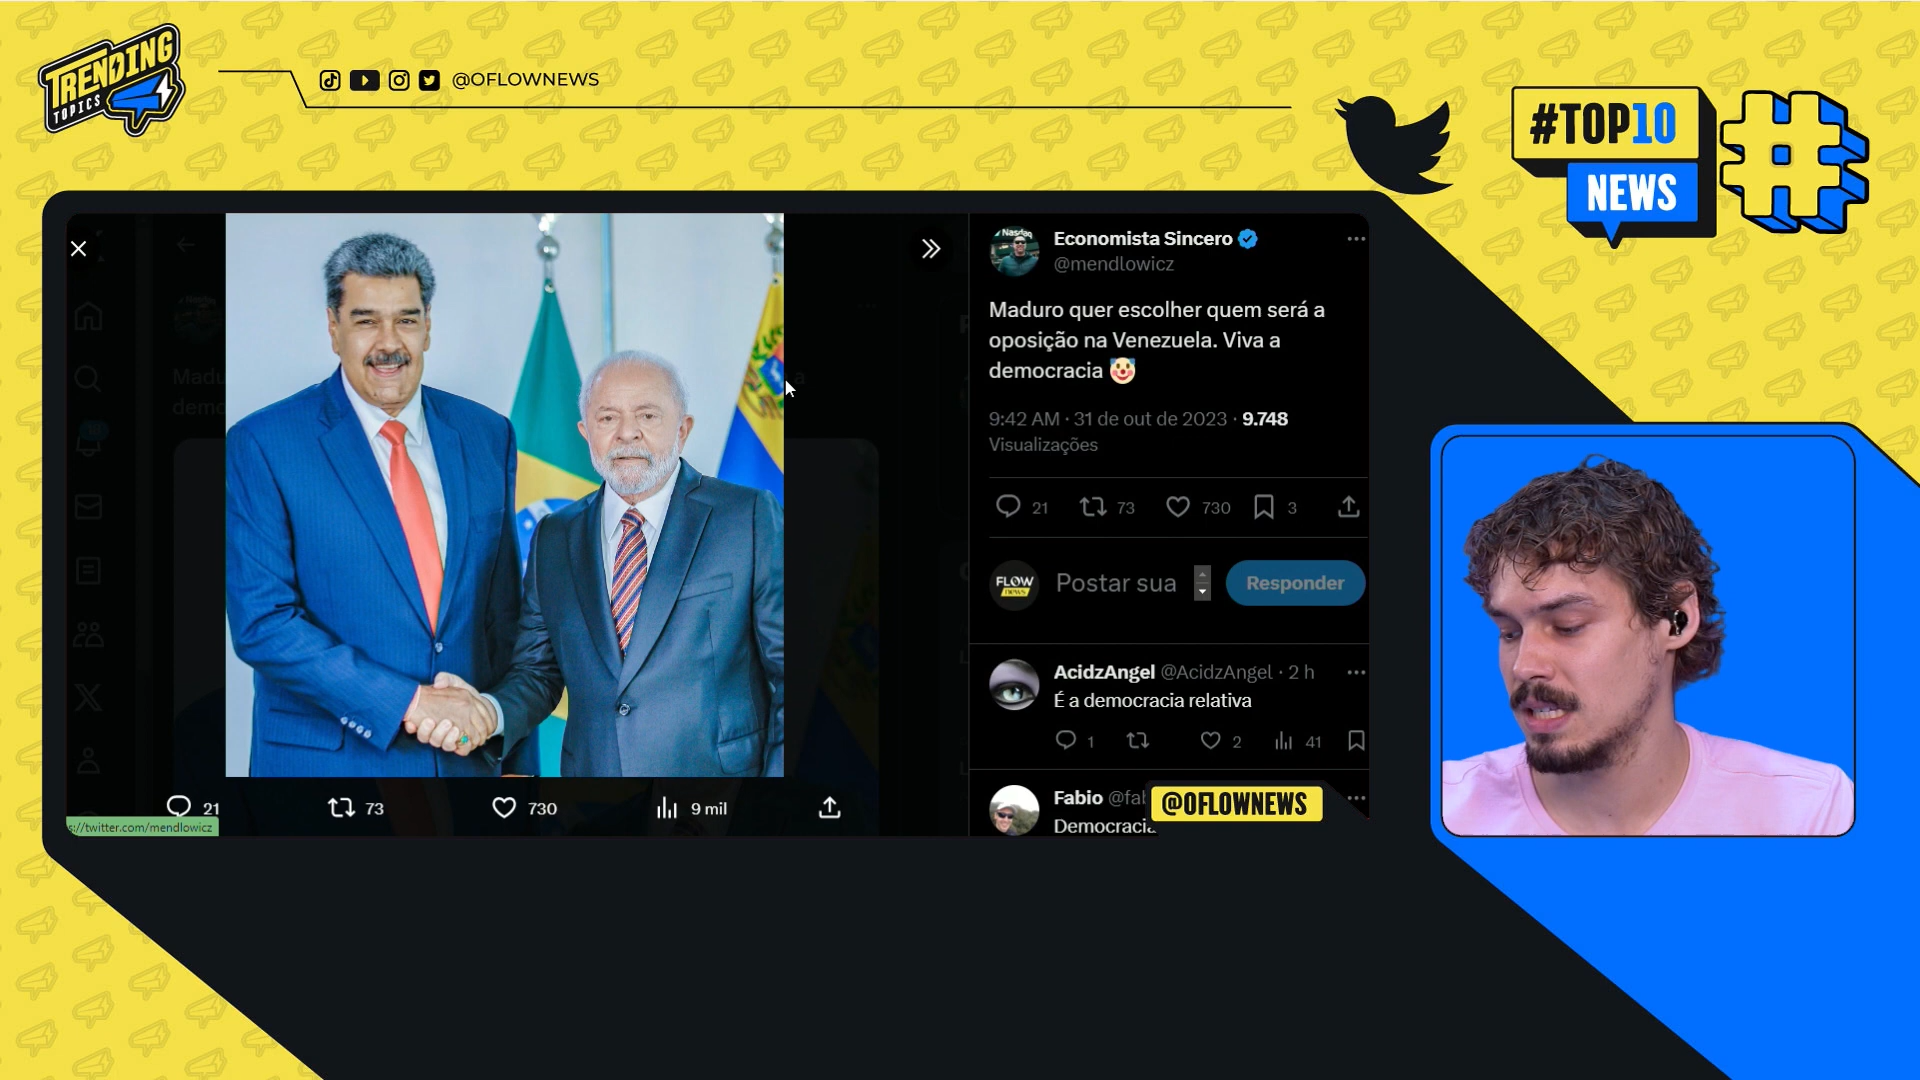 TRENDING
TOPICS
@OFLOWNEWS
#TOP10
NEWS
Economista Sincero
@mendlowicz
Maduro quer escolher quem será a
oposição na Venezuela. Viva a
democracia 🤡
9:42 AM · 31 de out de 2023 · 9.748
Visualizações
21 73 730 3
FLOW
news
Postar sua
Responder
AcidzAngel @AcidzAngel · 2 h
É a democracia relativa
1 2 41
Fabio @fab
@OFLOWNEWS
Democracia
21 73 730 9 mil
s://twitter.com/mendlowicz